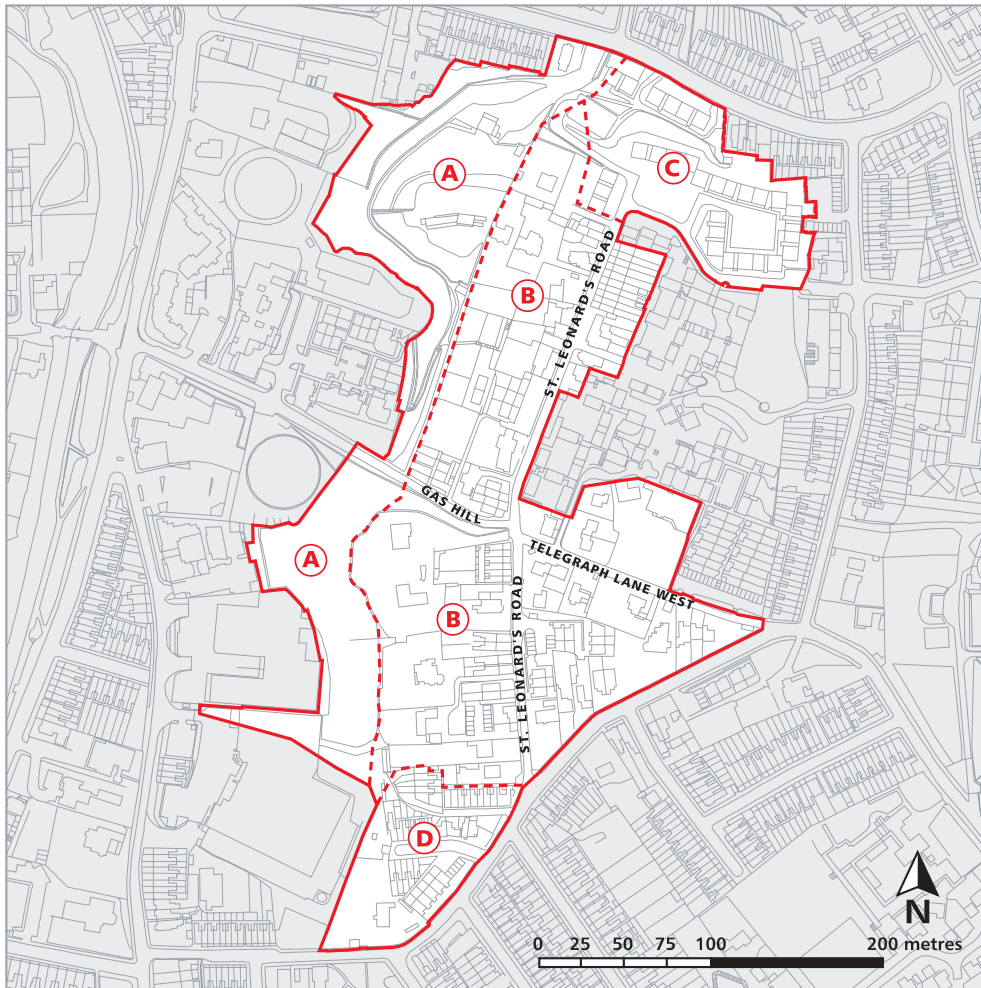 A
C
B
ST. LEONARD'S ROAD
GAS HILL
TELEGRAPH LANE WEST
A
B
ST. LEONARD'S ROAD
D
N
0 25 50 75 100 200 metres